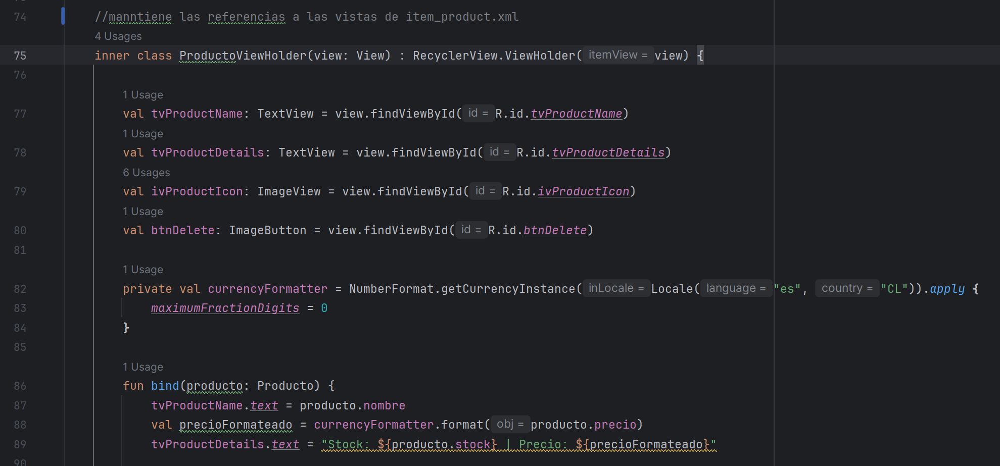 74 //manntiene las referencias a las vistas de item_product.xml
4 Usages
75 inner class ProductoViewHolder(view: View) : RecyclerView.ViewHolder( itemView = view) {
76
1 Usage
77 val tvProductName: TextView = view.findViewById( id = R.id.tvProductName)
1 Usage
78 val tvProductDetails: TextView = view.findViewById( id = R.id.tvProductDetails)
6 Usages
79 val ivProductIcon: ImageView = view.findViewById( id = R.id.ivProductIcon)
1 Usage
80 val btnDelete: ImageButton = view.findViewById( id = R.id.btnDelete)
81
1 Usage
82 private val currencyFormatter = NumberFormat.getCurrencyInstance( inLocale = Locale( language = "es", country = "CL")).apply {
83 maximumFractionDigits = 0
84 }
85
1 Usage
86 fun bind(producto: Producto) {
87 tvProductName.text = producto.nombre
88 val precioFormateado = currencyFormatter.format( obj = producto.precio)
89 tvProductDetails.text = "Stock: ${producto.stock} | Precio: ${precioFormateado}"
90